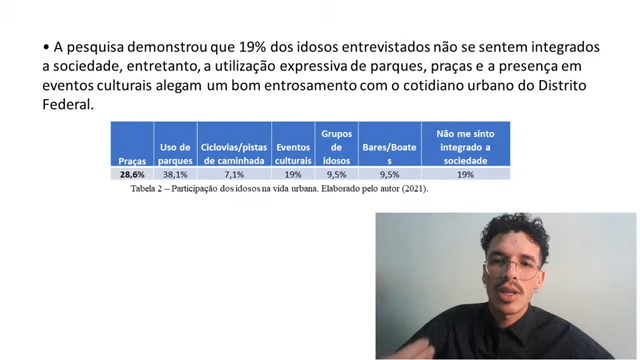 • A pesquisa demonstrou que 19% dos idosos entrevistados não se sentem integrados
a sociedade, entretanto, a utilização expressiva de parques, praças e a presença em
eventos culturais alegam um bom entrosamento com o cotidiano urbano do Distrito
Federal.
Praças Uso de parques Ciclovias/pistas de caminhada Eventos culturais Grupos de idosos Bares/Boates Não me sinto integrado a sociedade
28,6% 38,1% 7,1% 19% 9,5% 9,5% 19%
Tabela 2 – Participação dos idosos na vida urbana. Elaborado pelo autor (2021).